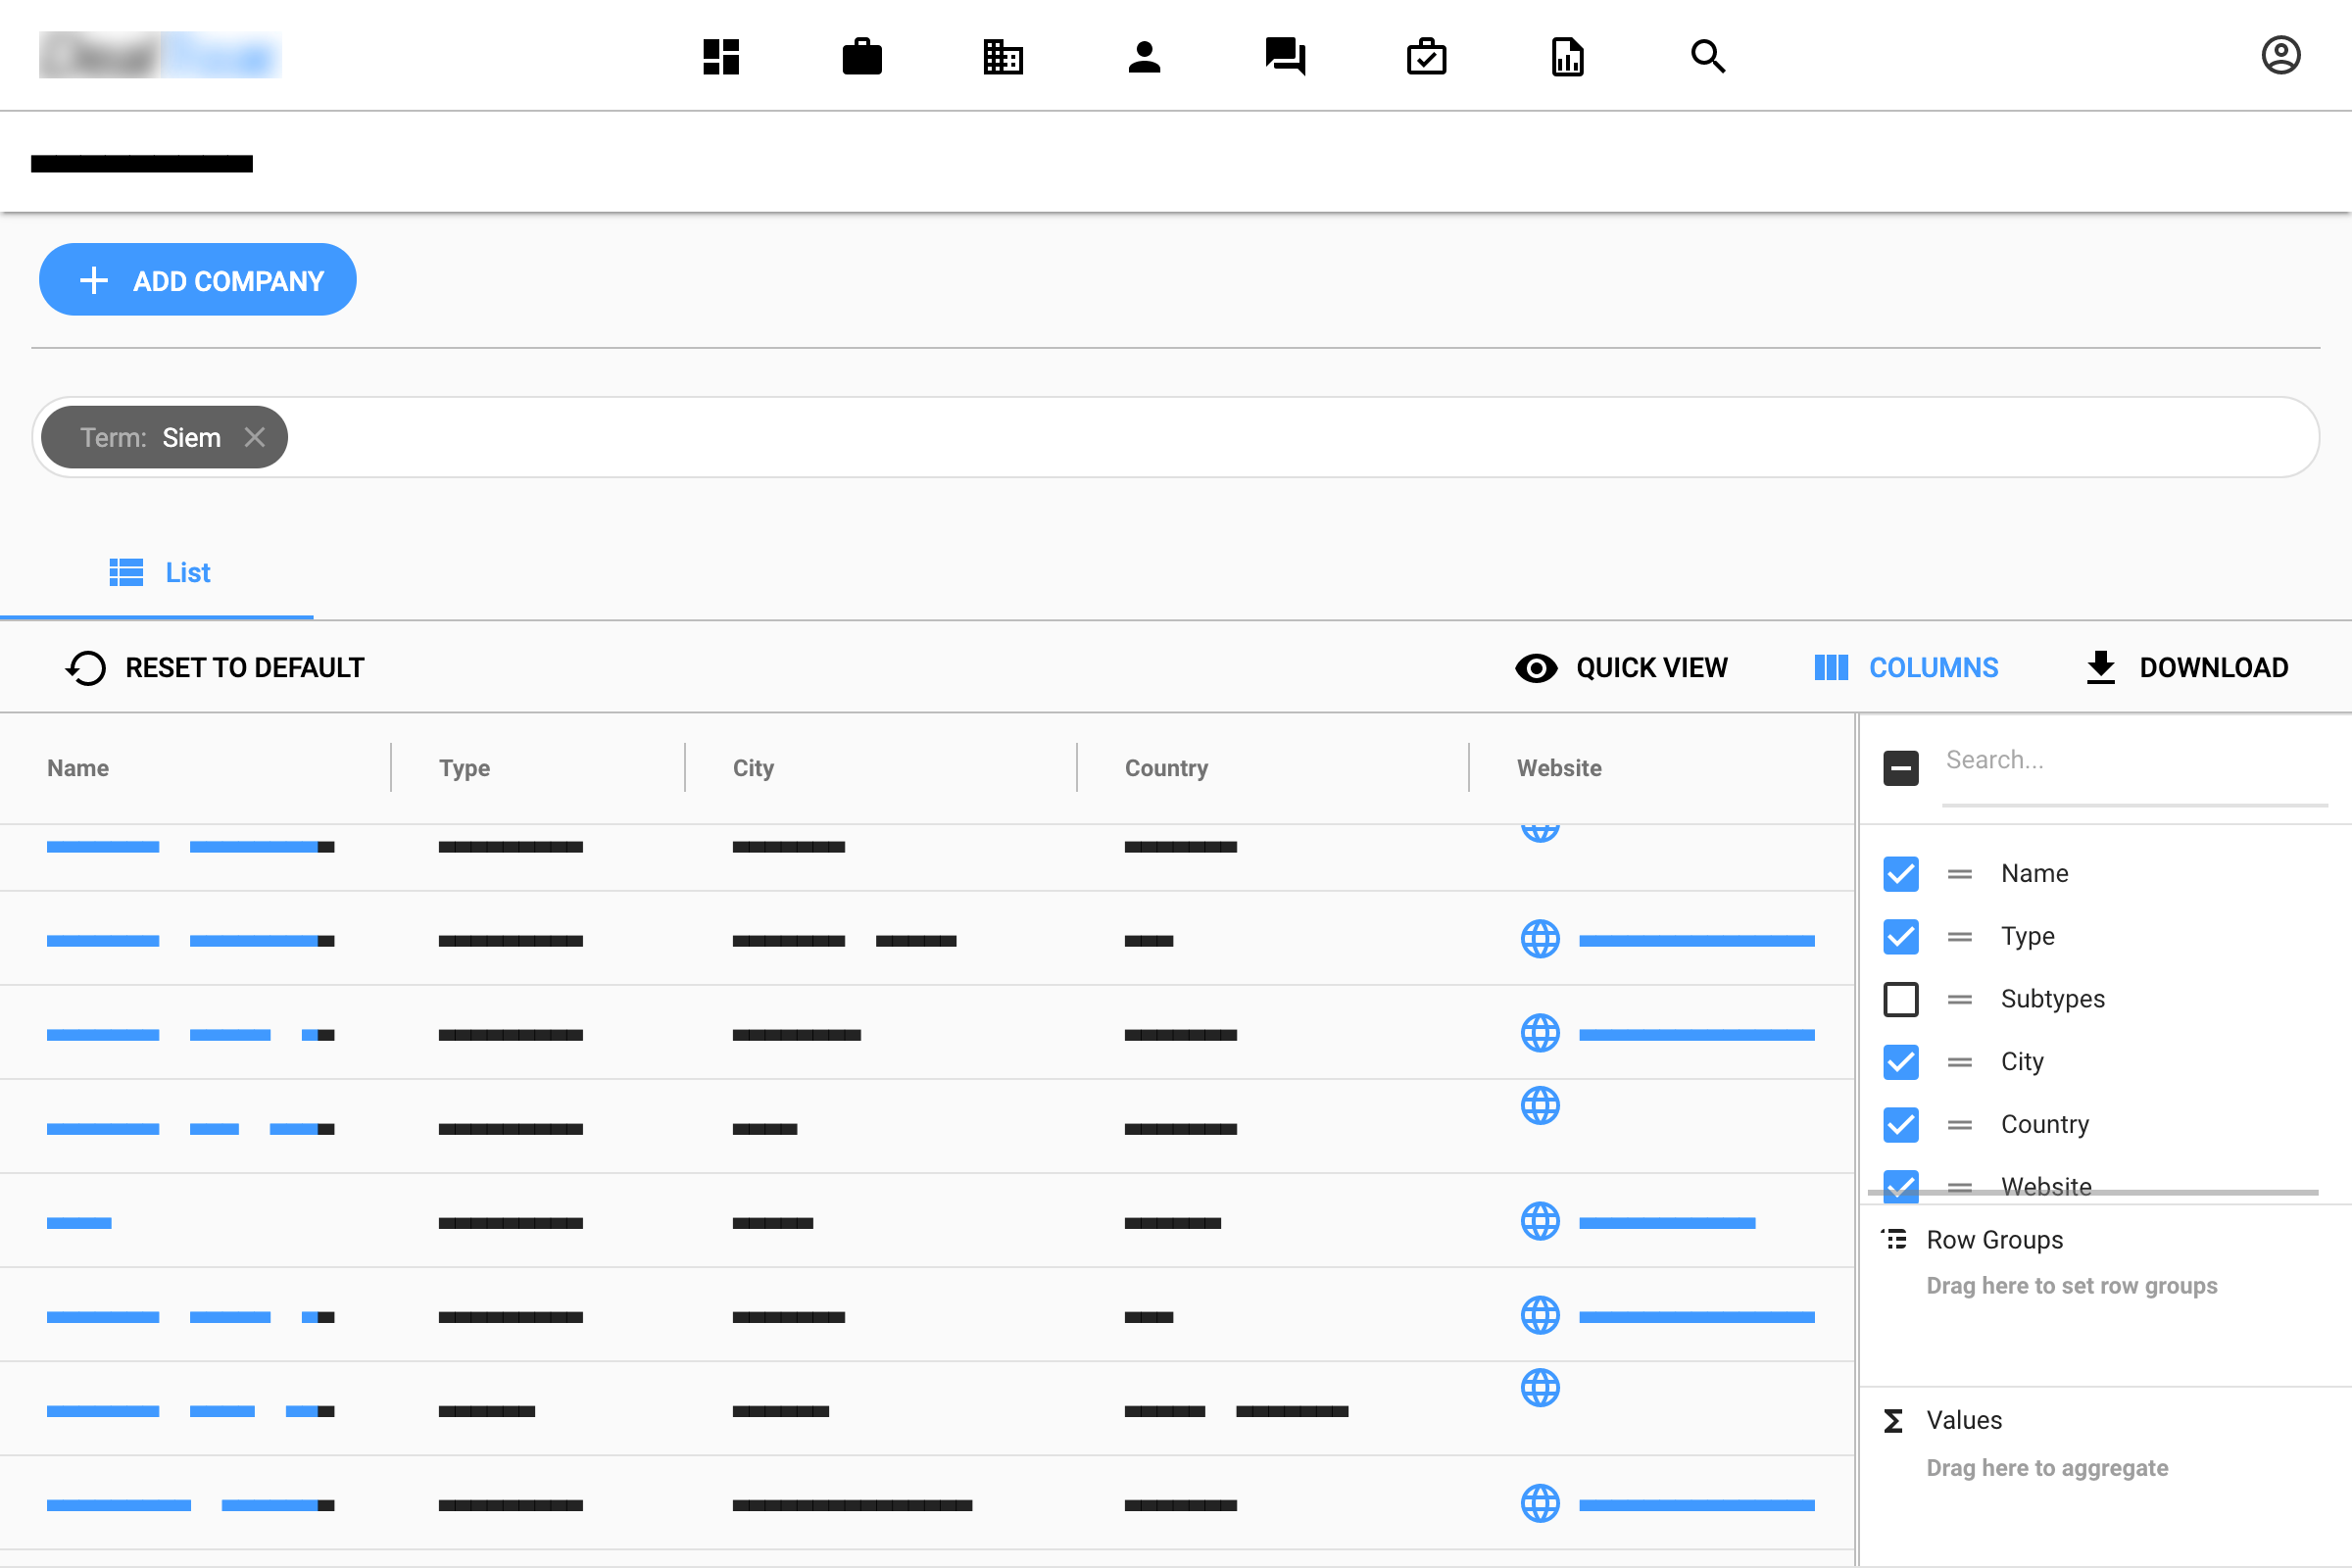 ADD COMPANY
Term: Siem
List
RESET TO DEFAULT
QUICK VIEW
COLUMNS
DOWNLOAD
Name
Type
City
Country
Website
Search...
Name
Type
Subtypes
City
Country
Website
Row Groups
Drag here to set row groups
Values
Drag here to aggregate